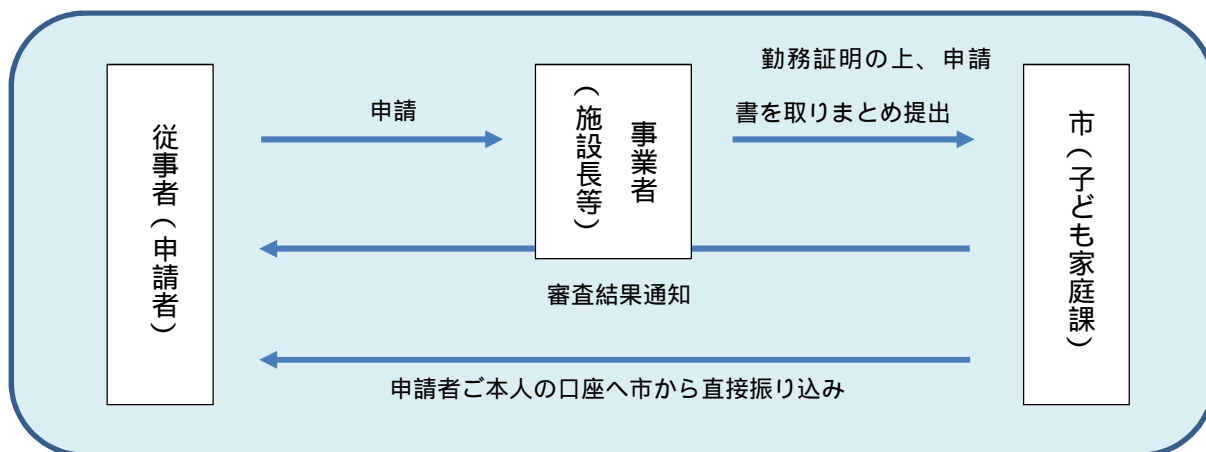 従事者(申請者)
申請
事業者
(施設長等)
勤務証明の上、申請
書を取りまとめ提出
市(子ども家庭課)
審査結果通知
申請者ご本人の口座へ市から直接振り込み